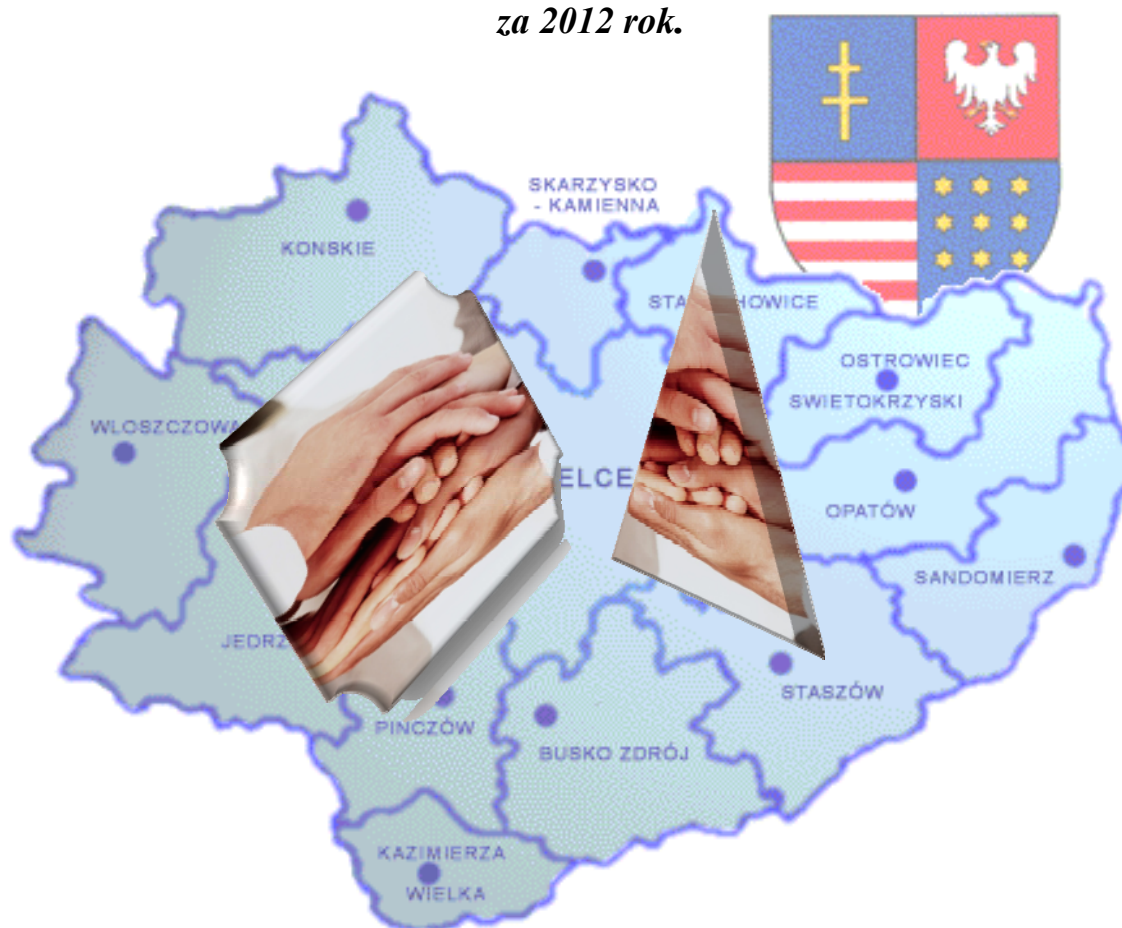 za 2012 rok.
SKARZYSKO
- KAMIENNA
KONSKIE
OSTROWIEC
SWIETOKRZYSKI
WLOSZCZOWA
OPATÓW
SANDOMIERZ
STASZÓW
PINCZÓW
BUSKO ZDRÓJ
KAZIMIERZA
WIELKA